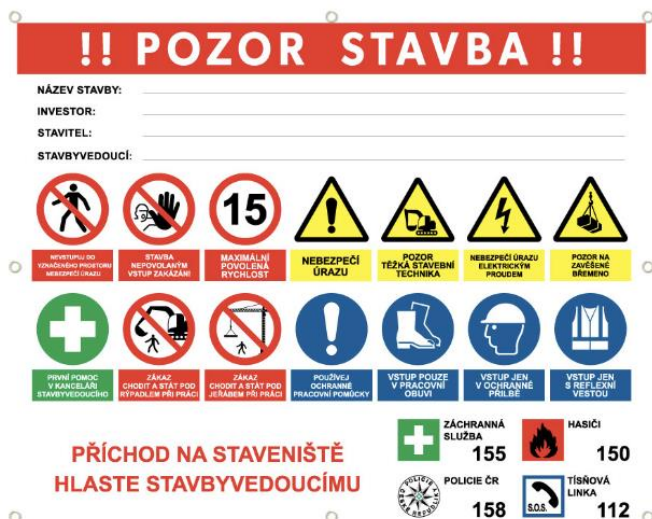 !! POZOR STAVBA !!
NÁZEV STAVBY:
INVESTOR:
STAVITEL:
STAVBYVEDOUCÍ:
15
NEVSTUPUJ DO
VYZNAČENÉHO PROSTORU
NEBEZPEČÍ ÚRAZU
STAVBA
NEPOVOLANÝM
VSTUP ZAKÁZÁN!
MAXIMÁLNÍ
POVOLENÁ
RYCHLOST
NEBEZPEČÍ
ÚRAZU
POZOR
TĚŽKÁ STAVEBNÍ
TECHNIKA
NEBEZPEČÍ ÚRAZU
ELEKTRICKÝM
PROUDEM
POZOR NA
ZAVĚŠENÉ
BŘEMENO
PRVNÍ POMOC
V KANCELÁŘI
STAVBYVEDOUCÍHO
ZÁKAZ
CHODIT A STÁT POD
RÝPADLEM PŘI PRÁCI
ZÁKAZ
CHODIT A STÁT POD
JEŘÁBEM PŘI PRÁCI
POUŽÍVEJ
OCHRANNÉ
PRACOVNÍ POMŮCKY
VSTUP POUZE
V PRACOVNÍ
OBUVI
VSTUP JEN
V OCHRANNÉ
PŘILBĚ
VSTUP JEN
S REFLEXNÍ
VESTOU
PŘÍCHOD NA STAVENIŠTĚ
HLASTE STAVBYVEDOUCÍMU
ZÁCHRANNÁ
SLUŽBA
155
HASIČI
150
POLICIE
ČESKÉ REPUBLIKY
POLICIE ČR
158
S.O.S.
TÍSŇOVÁ
LINKA
112